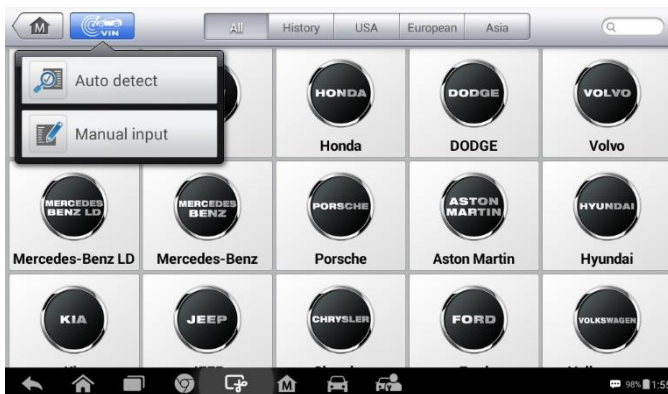 VIN
All
History
USA
European
Asia
Auto detect
Manual input
HONDA
DODGE
VOLVO
Honda
DODGE
Volvo
MERCEDES
BENZ LD
MERCEDES
BENZ
PORSCHE
ASTON
MARTIN
HYUNDAI
Mercedes-Benz LD
Mercedes-Benz
Porsche
Aston Martin
Hyundai
KIA
JEEP
CHRYSLER
FORD
VOLKSWAGEN
M
M
98%
1:55